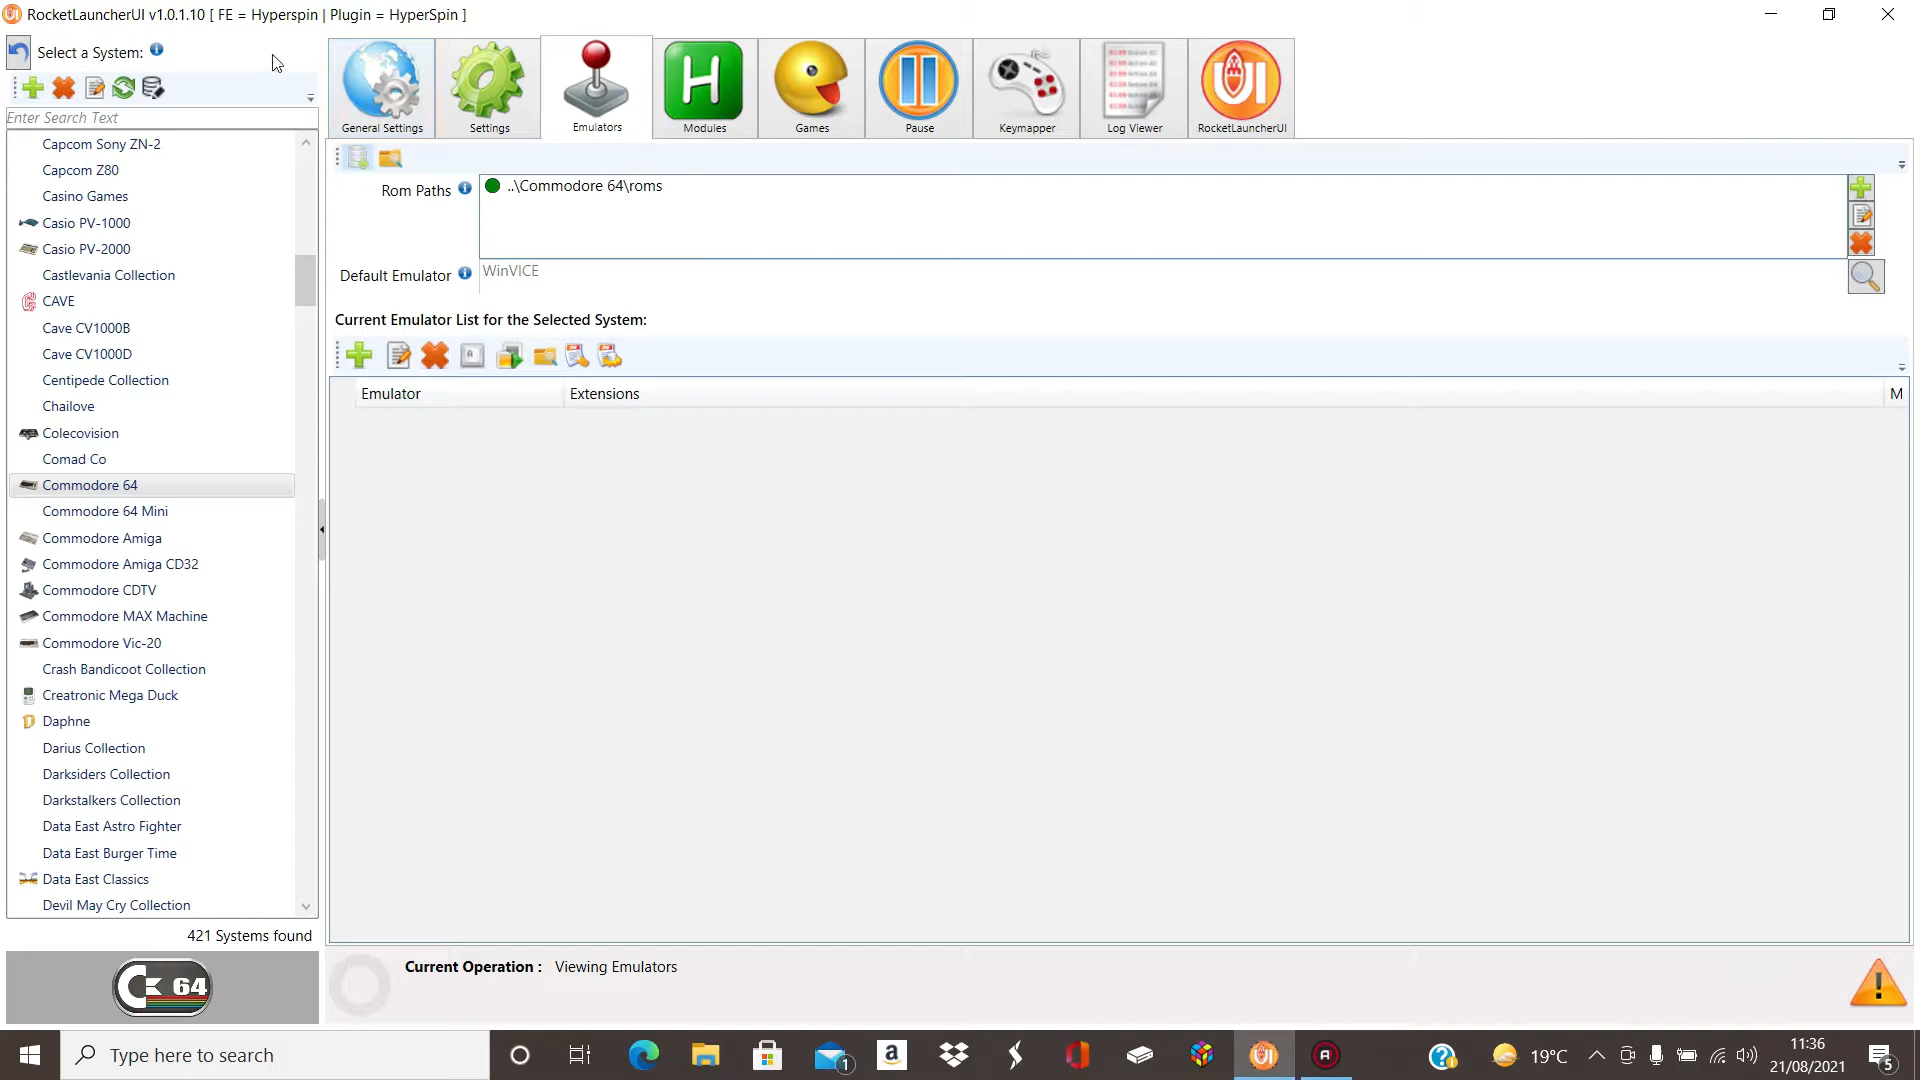 RocketLauncherUI v1.0.1.10 [ FE = Hyperspin | Plugin = HyperSpin ]
Select a System:
Enter Search Text
Capcom Sony ZN-2
Capcom Z80
Casino Games
Casio PV-1000
Casio PV-2000
Castlevania Collection
CAVE
Cave CV1000B
Cave CV1000D
Centipede Collection
Chailove
Colecovision
Comad Co
Commodore 64
Commodore 64 Mini
Commodore Amiga
Commodore Amiga CD32
Commodore CDTV
Commodore MAX Machine
Commodore Vic-20
Crash Bandicoot Collection
Creatronic Mega Duck
Daphne
Darius Collection
Darksiders Collection
Darkstalkers Collection
Data East Astro Fighter
Data East Burger Time
Data East Classics
Devil May Cry Collection
421 Systems found
64
General Settings
Settings
Emulators
H
Modules
Games
Pause
Keymapper
Log Viewer
UI
RocketLauncherUI
Rom Paths
..\Commodore 64\roms
Default Emulator
WinVICE
Current Emulator List for the Selected System:
Emulator
Extensions
M
Current Operation : Viewing Emulators
Type here to search
1
a
UI
A
19°C
11:36
21/08/2021
5